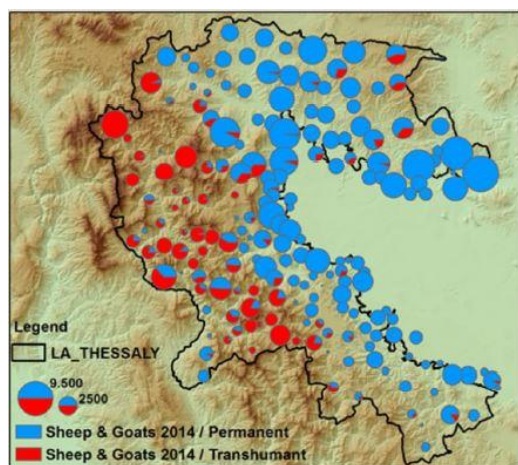 Legend
LA_THESSALY
9.500
2500
Sheep & Goats 2014 / Permanent
Sheep & Goats 2014 / Transhumant